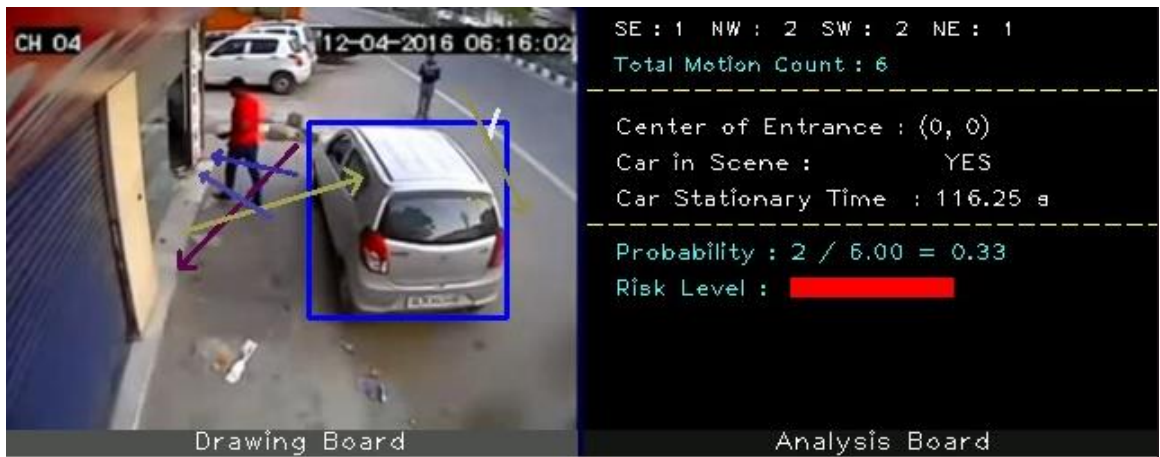 CH 04
12-04-2016 06:16:02
SE : 1 NW : 2 SW : 2 NE : 1
Total Motion Count : 6
Center of Entrance : (0, 0)
Car in Scene : YES
Car Stationary Time : 116.25 s
Probability : 2 / 6.00 = 0.33
Risk Level :
Drawing Board
Analysis Board